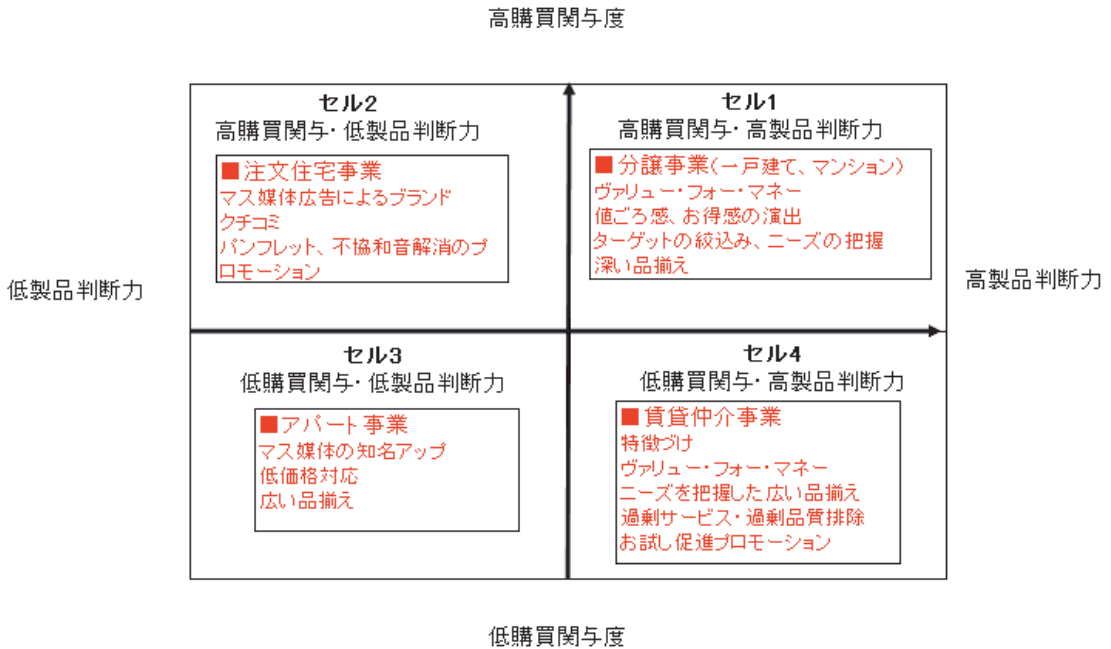 高購買関与度
セル2
高購買関与・低製品判断力
■注文住宅事業
マス媒体広告によるブランド
クチコミ
パンフレット、不協和音解消のプ
ロモーション
セル1
高購買関与・高製品判断力
■分譲事業(一戸建て、マンション)
ヴァリュー・フォー・マネー
値ごろ感、お得感の演出
ターゲットの絞込み、ニーズの把握
深い品揃え
低製品判断力
高製品判断力
セル3
低購買関与・低製品判断力
■アパート事業
マス媒体の知名アップ
低価格対応
広い品揃え
セル4
低購買関与・高製品判断力
■賃貸仲介事業
特徴づけ
ヴァリュー・フォー・マネー
ニーズを把握した広い品揃え
過剰サービス・過剰品質排除
お試し促進プロモーション
低購買関与度